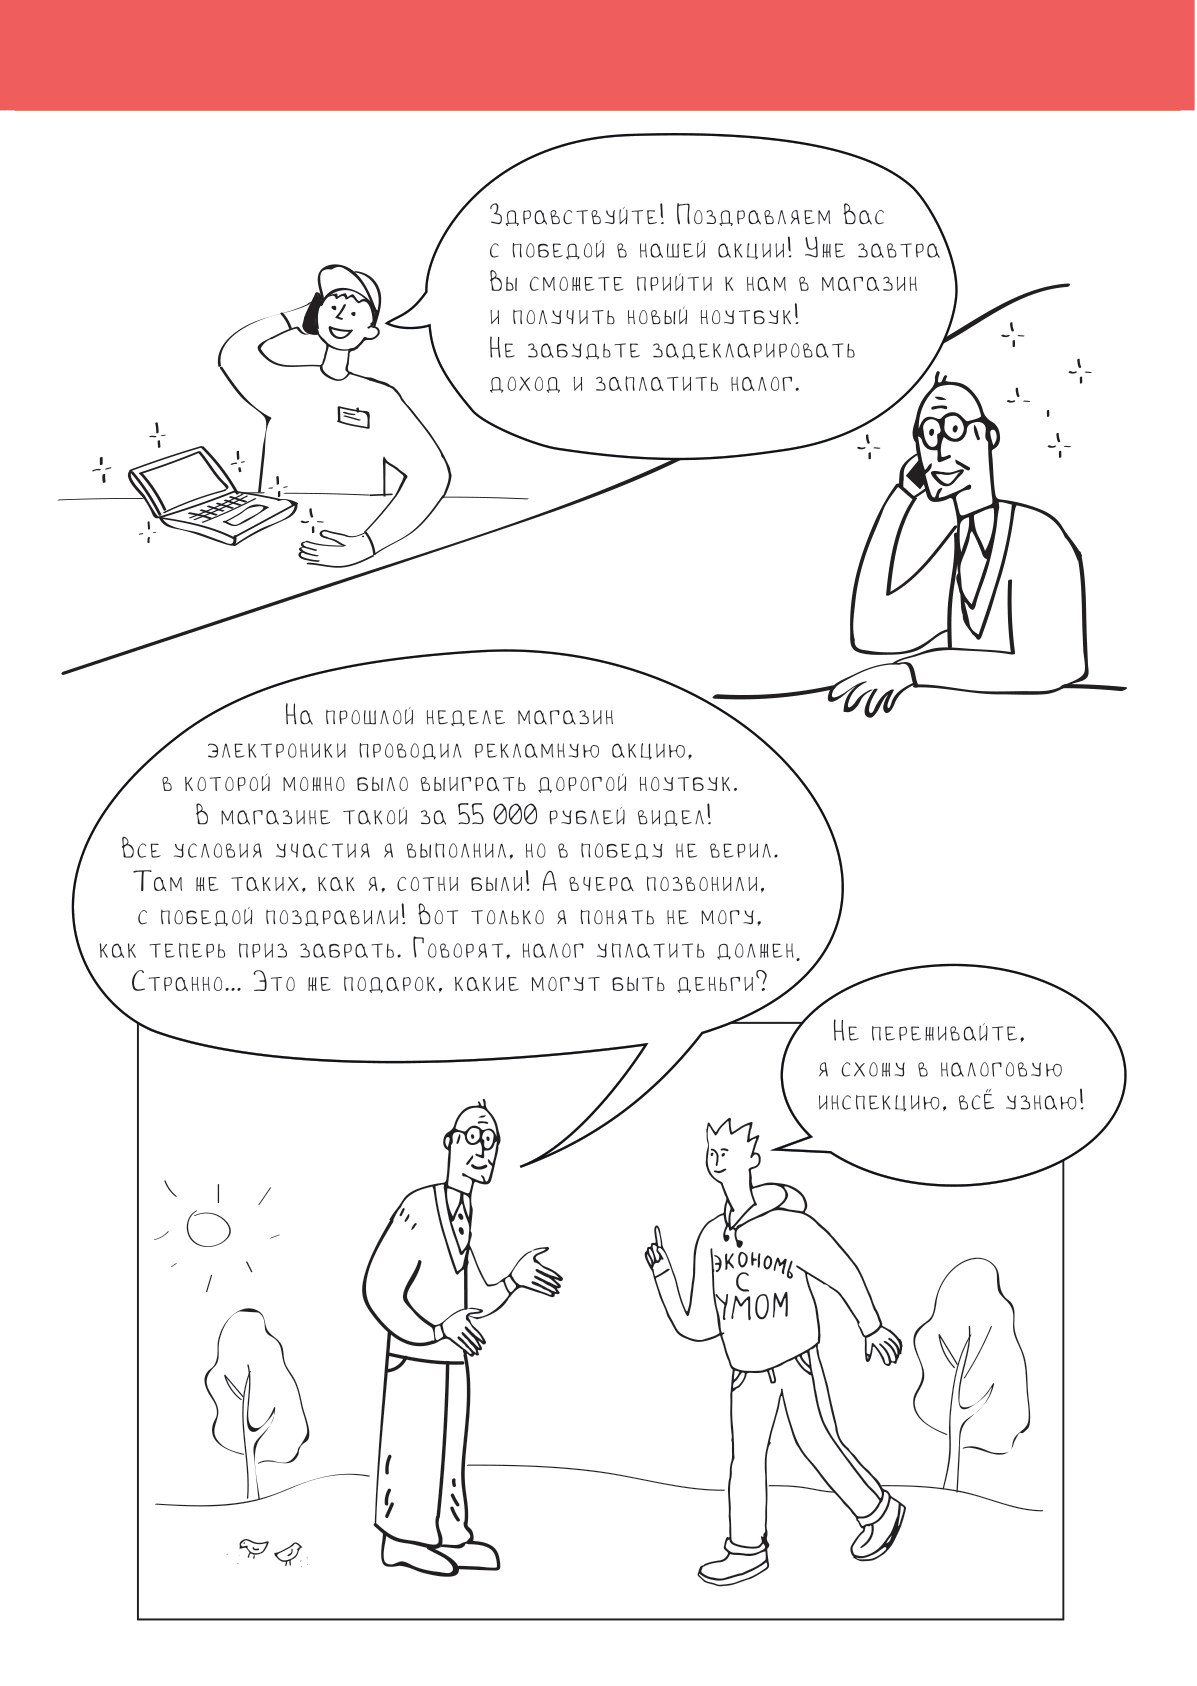 Здравствуйте! Поздравляем Вас
с победой в нашей акции! Уже завтра
Вы сможете прийти к нам в магазин
и получить новый ноутбук!
Не забудьте задекларировать
доход и заплатить налог.
На прошлой неделе магазин
электроники проводил рекламную акцию,
в которой можно было выиграть дорогой ноутбук.
В магазине такой за 55 000 рублей видел!
Все условия участия я выполнил, но в победу не верил.
Там же таких, как я, сотни были! А вчера позвонили,
с победой поздравили! Вот только я понять не могу,
как теперь приз забрать. Говорят, налог уплатить должен.
Странно... Это же подарок, какие могут быть деньги?
Не переживайте,
я схожу в налоговую
инспекцию, всё узнаю!
ЭКОНОМЬ
С
УМОМ